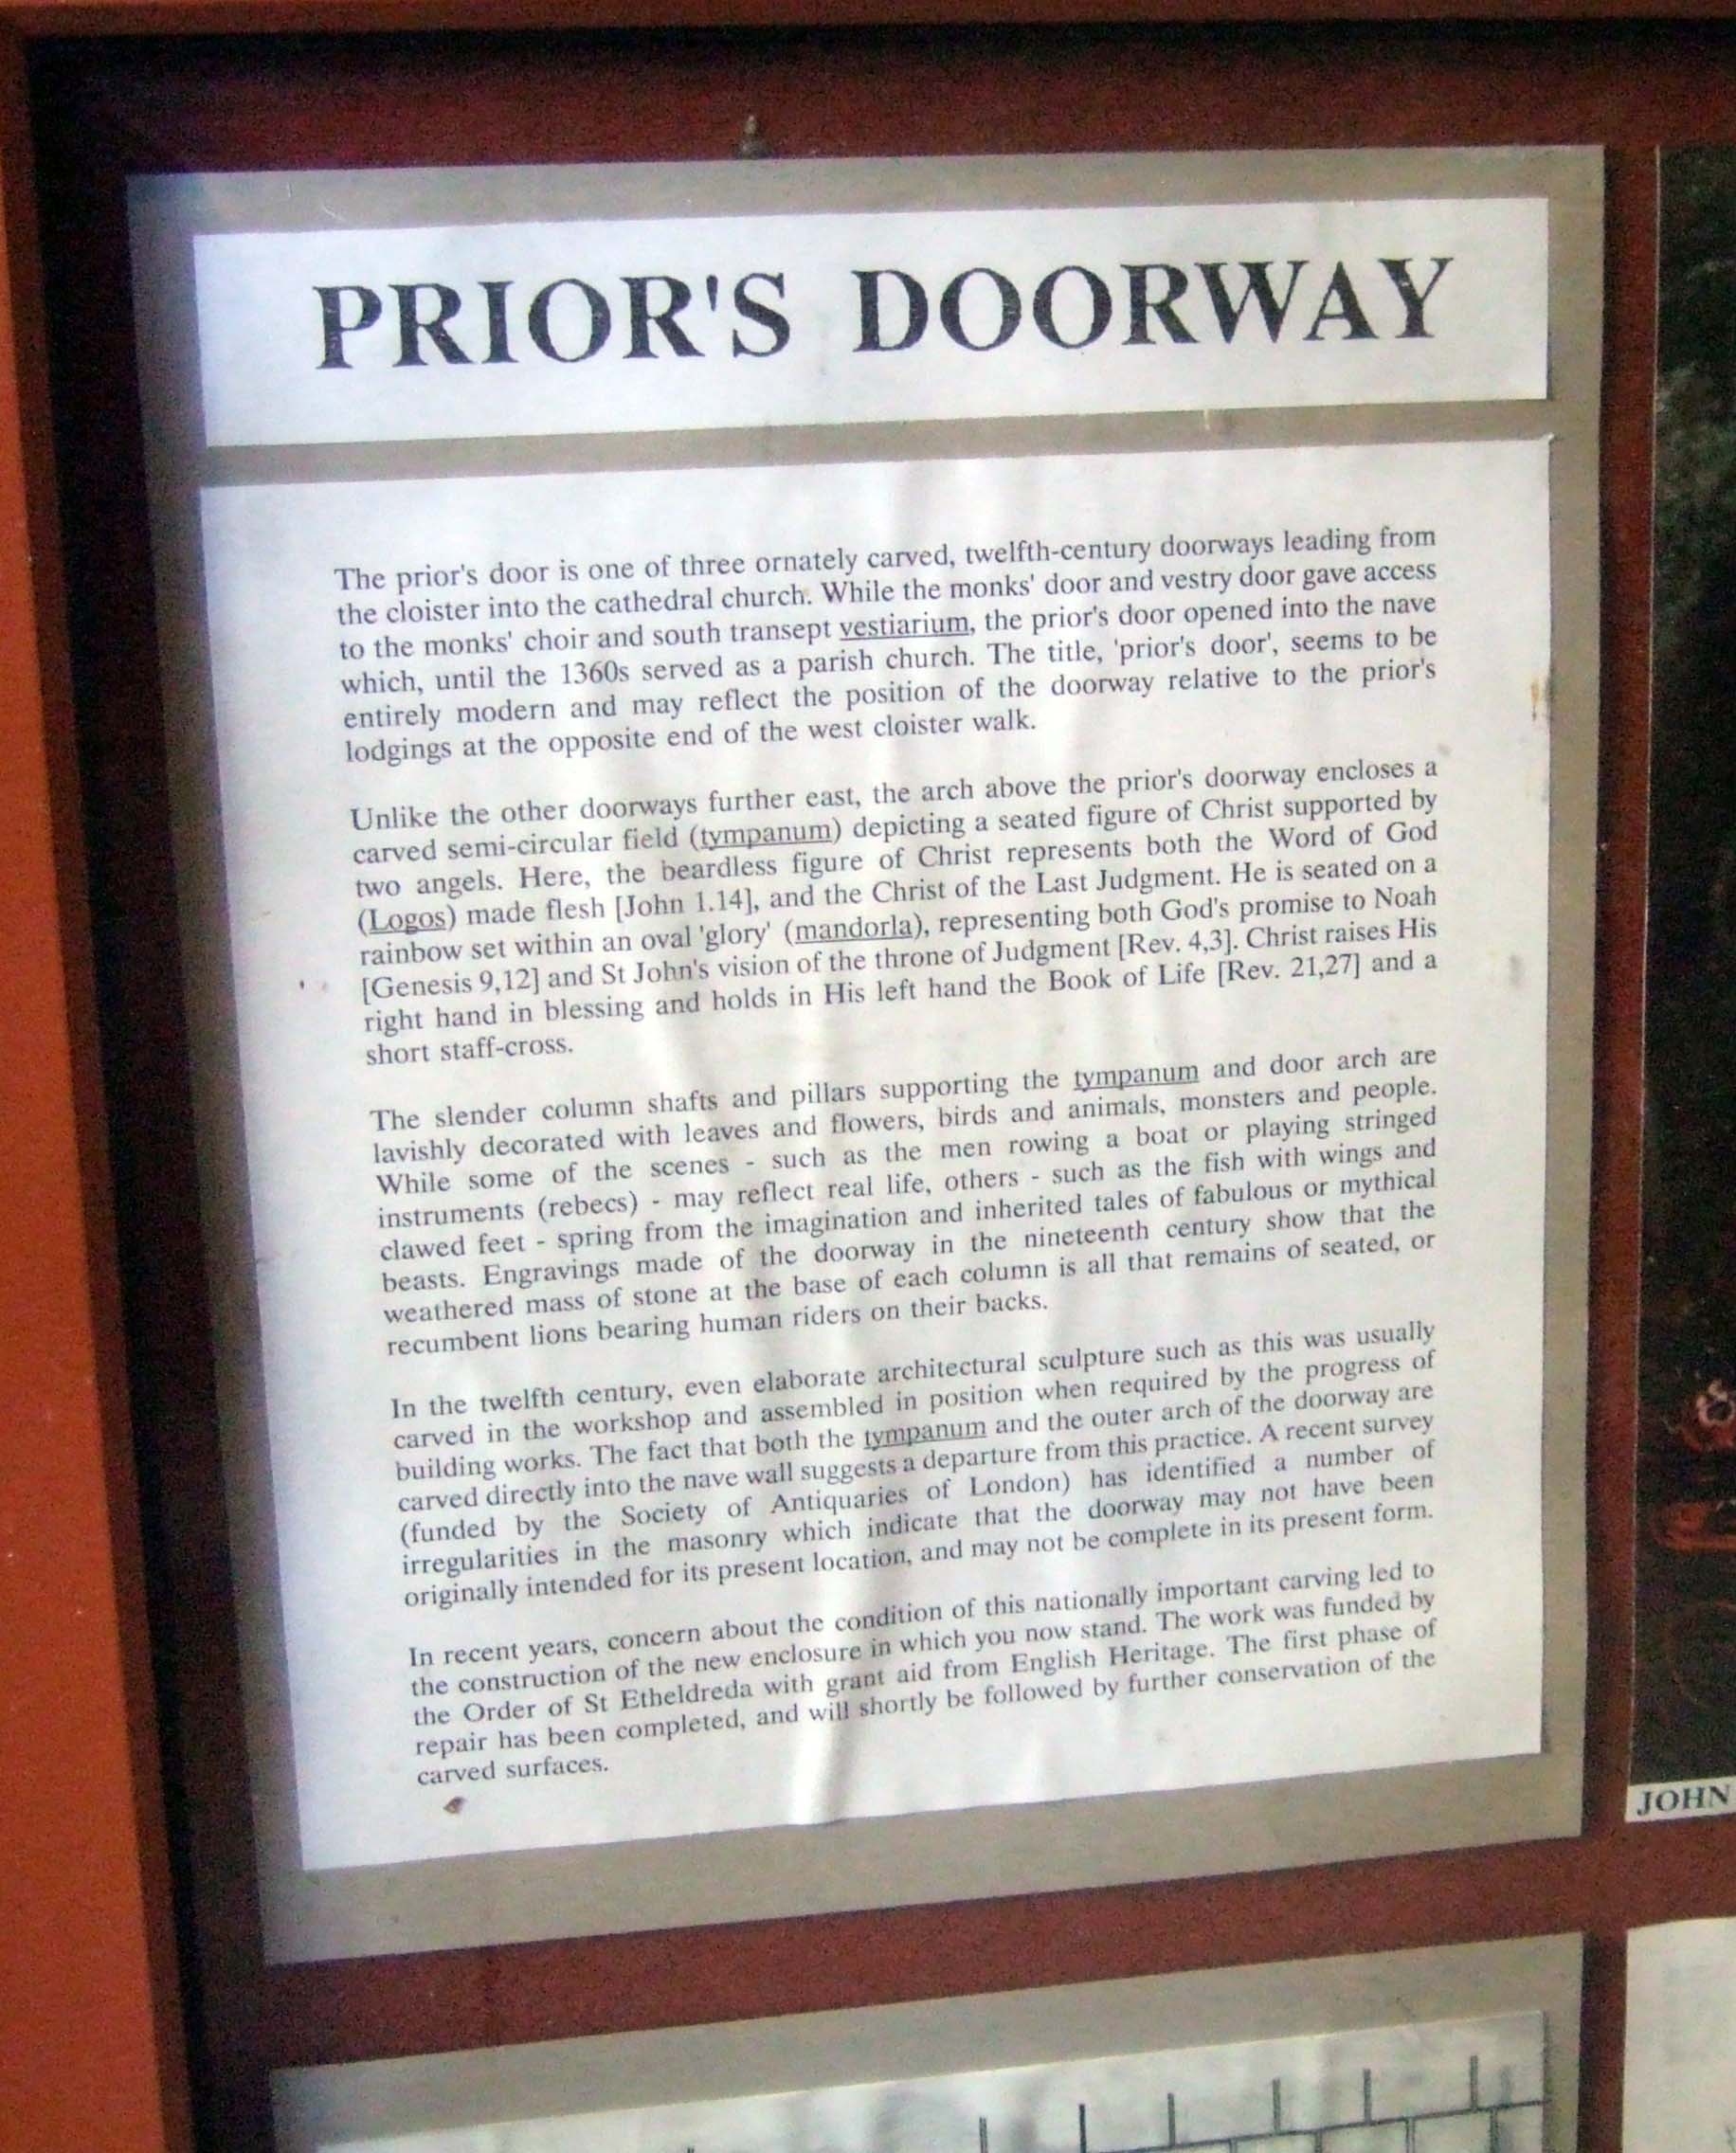 PRIOR'S DOORWAY
The prior's door is one of three ornately carved, twelfth-century doorways leading from
the cloister into the cathedral church. While the monks' door and vestry door gave access
to the monks' choir and south transept vestiarium, the prior's door opened into the nave
which, until the 1360s served as a parish church. The title, 'prior's door', seems to be
entirely modern and may reflect the position of the doorway relative to the prior's
lodgings at the opposite end of the west cloister walk.
Unlike the other doorways further east, the arch above the prior's doorway encloses a
carved semi-circular field (tympanum) depicting a seated figure of Christ supported by
two angels. Here, the beardless figure of Christ represents both the Word of God
(Logos) made flesh [John 1.14], and the Christ of the Last Judgment. He is seated on a
rainbow set within an oval 'glory' (mandorla), representing both God's promise to Noah
[Genesis 9,12] and St John's vision of the throne of Judgment [Rev. 4,3]. Christ raises His
right hand in blessing and holds in His left hand the Book of Life [Rev. 21,27] and a
short staff-cross.
The slender column shafts and pillars supporting the tympanum and door arch are
lavishly decorated with leaves and flowers, birds and animals, monsters and people.
While some of the scenes - such as the men rowing a boat or playing stringed
instruments (rebecs) - may reflect real life, others - such as the fish with wings and
clawed feet - spring from the imagination and inherited tales of fabulous or mythical
beasts. Engravings made of the doorway in the nineteenth century show that the
weathered mass of stone at the base of each column is all that remains of seated, or
recumbent lions bearing human riders on their backs.
In the twelfth century, even elaborate architectural sculpture such as this was usually
carved in the workshop and assembled in position when required by the progress of
building works. The fact that both the tympanum and the outer arch of the doorway are
carved directly into the nave wall suggests a departure from this practice. A recent survey
(funded by the Society of Antiquaries of London) has identified a number of
irregularities in the masonry which indicate that the doorway may not have been
originally intended for its present location, and may not be complete in its present form.
In recent years, concern about the condition of this nationally important carving led to
the construction of the new enclosure in which you now stand. The work was funded by
the Order of St Etheldreda with grant aid from English Heritage. The first phase of
repair has been completed, and will shortly be followed by further conservation of the
carved surfaces.
JOHN